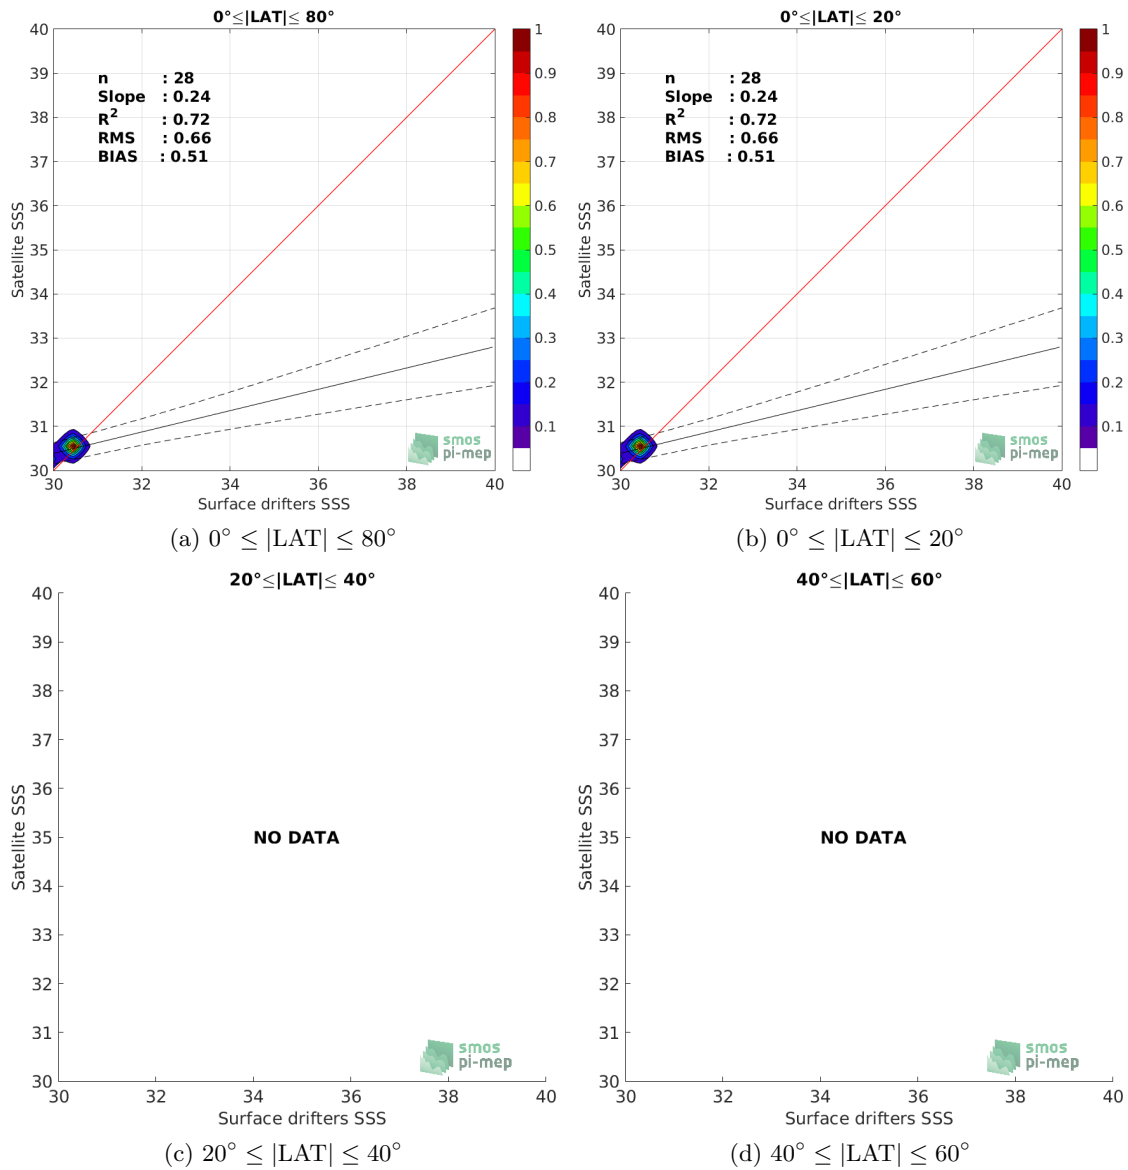 0°≤|LAT|≤ 80°
40
39
38
37
36
35
34
33
32
31
30
Satellite SSS
n : 28
Slope : 0.24
R2 : 0.72
RMS : 0.66
BIAS : 0.51
smos
pi-mep
30 32 34 36 38 40
Surface drifters SSS
1
0.9
0.8
0.7
0.6
0.5
0.4
0.3
0.2
0.1
(a) 0° ≤ |LAT| ≤ 80°
0°≤|LAT|≤ 20°
40
39
38
37
36
35
34
33
32
31
30
Satellite SSS
n : 28
Slope : 0.24
R2 : 0.72
RMS : 0.66
BIAS : 0.51
smos
pi-mep
30 32 34 36 38 40
Surface drifters SSS
1
0.9
0.8
0.7
0.6
0.5
0.4
0.3
0.2
0.1
(b) 0° ≤ |LAT| ≤ 20°
20°≤|LAT|≤ 40°
40
39
38
37
36
35
34
33
32
31
30
Satellite SSS
NO DATA
smos
pi-mep
30 32 34 36 38 40
Surface drifters SSS
(c) 20° ≤ |LAT| ≤ 40°
40°≤|LAT|≤ 60°
40
39
38
37
36
35
34
33
32
31
30
Satellite SSS
NO DATA
smos
pi-mep
30 32 34 36 38 40
Surface drifters SSS
(d) 40° ≤ |LAT| ≤ 60°